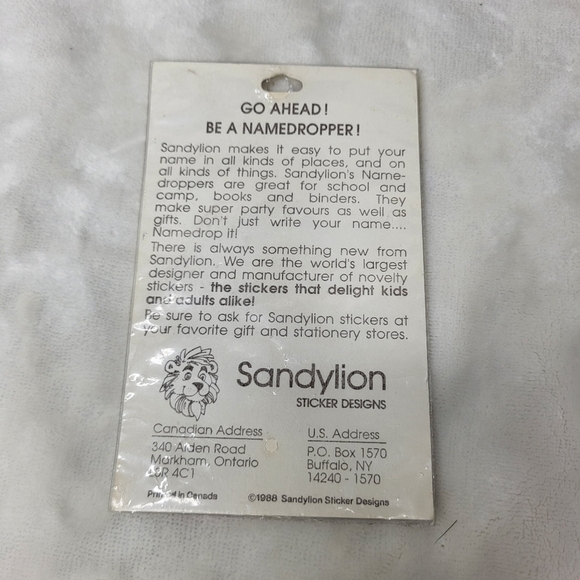 GO AHEAD!
BE A NAMEDROPPER!
Sandylion makes it easy to put your
name in all kinds of places, and on
all kinds of things. Sandylion's Name-
droppers are great for school and
camp, books and binders. They
make super party favours as well as
gifts. Don't just write your name....
Namedrop it!
There is always something new from
Sandylion. We are the world's largest
designer and manufacturer of novelty
stickers - the stickers that delight kids
and adults alike!
Be sure to ask for Sandylion stickers at
your favorite gift and stationery stores.
Sandylion
STICKER DESIGNS
Canadian Address
340 Alden Road
Markham, Ontario
L3R 4C1
U.S. Address
P.O. Box 1570
Buffalo, NY
14240 - 1570
Printed in Canada
©1988 Sandylion Sticker Designs